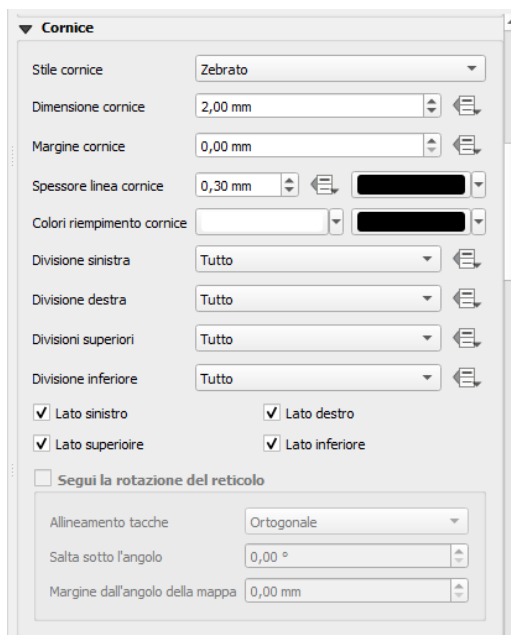 Cornice
Stile cornice Zebrato
Dimensione cornice 2,00 mm
Margine cornice 0,00 mm
Spessore linea cornice 0,30 mm
Colori riempimento cornice
Divisione sinistra Tutto
Divisione destra Tutto
Divisioni superiori Tutto
Divisione inferiore Tutto
Lato sinistro Lato destro
Lato superioire Lato inferiore
Segui la rotazione del reticolo
Allineamento tacche Ortogonale
Salta sotto l'angolo 0,00 °
Margine dall'angolo della mappa 0,00 mm